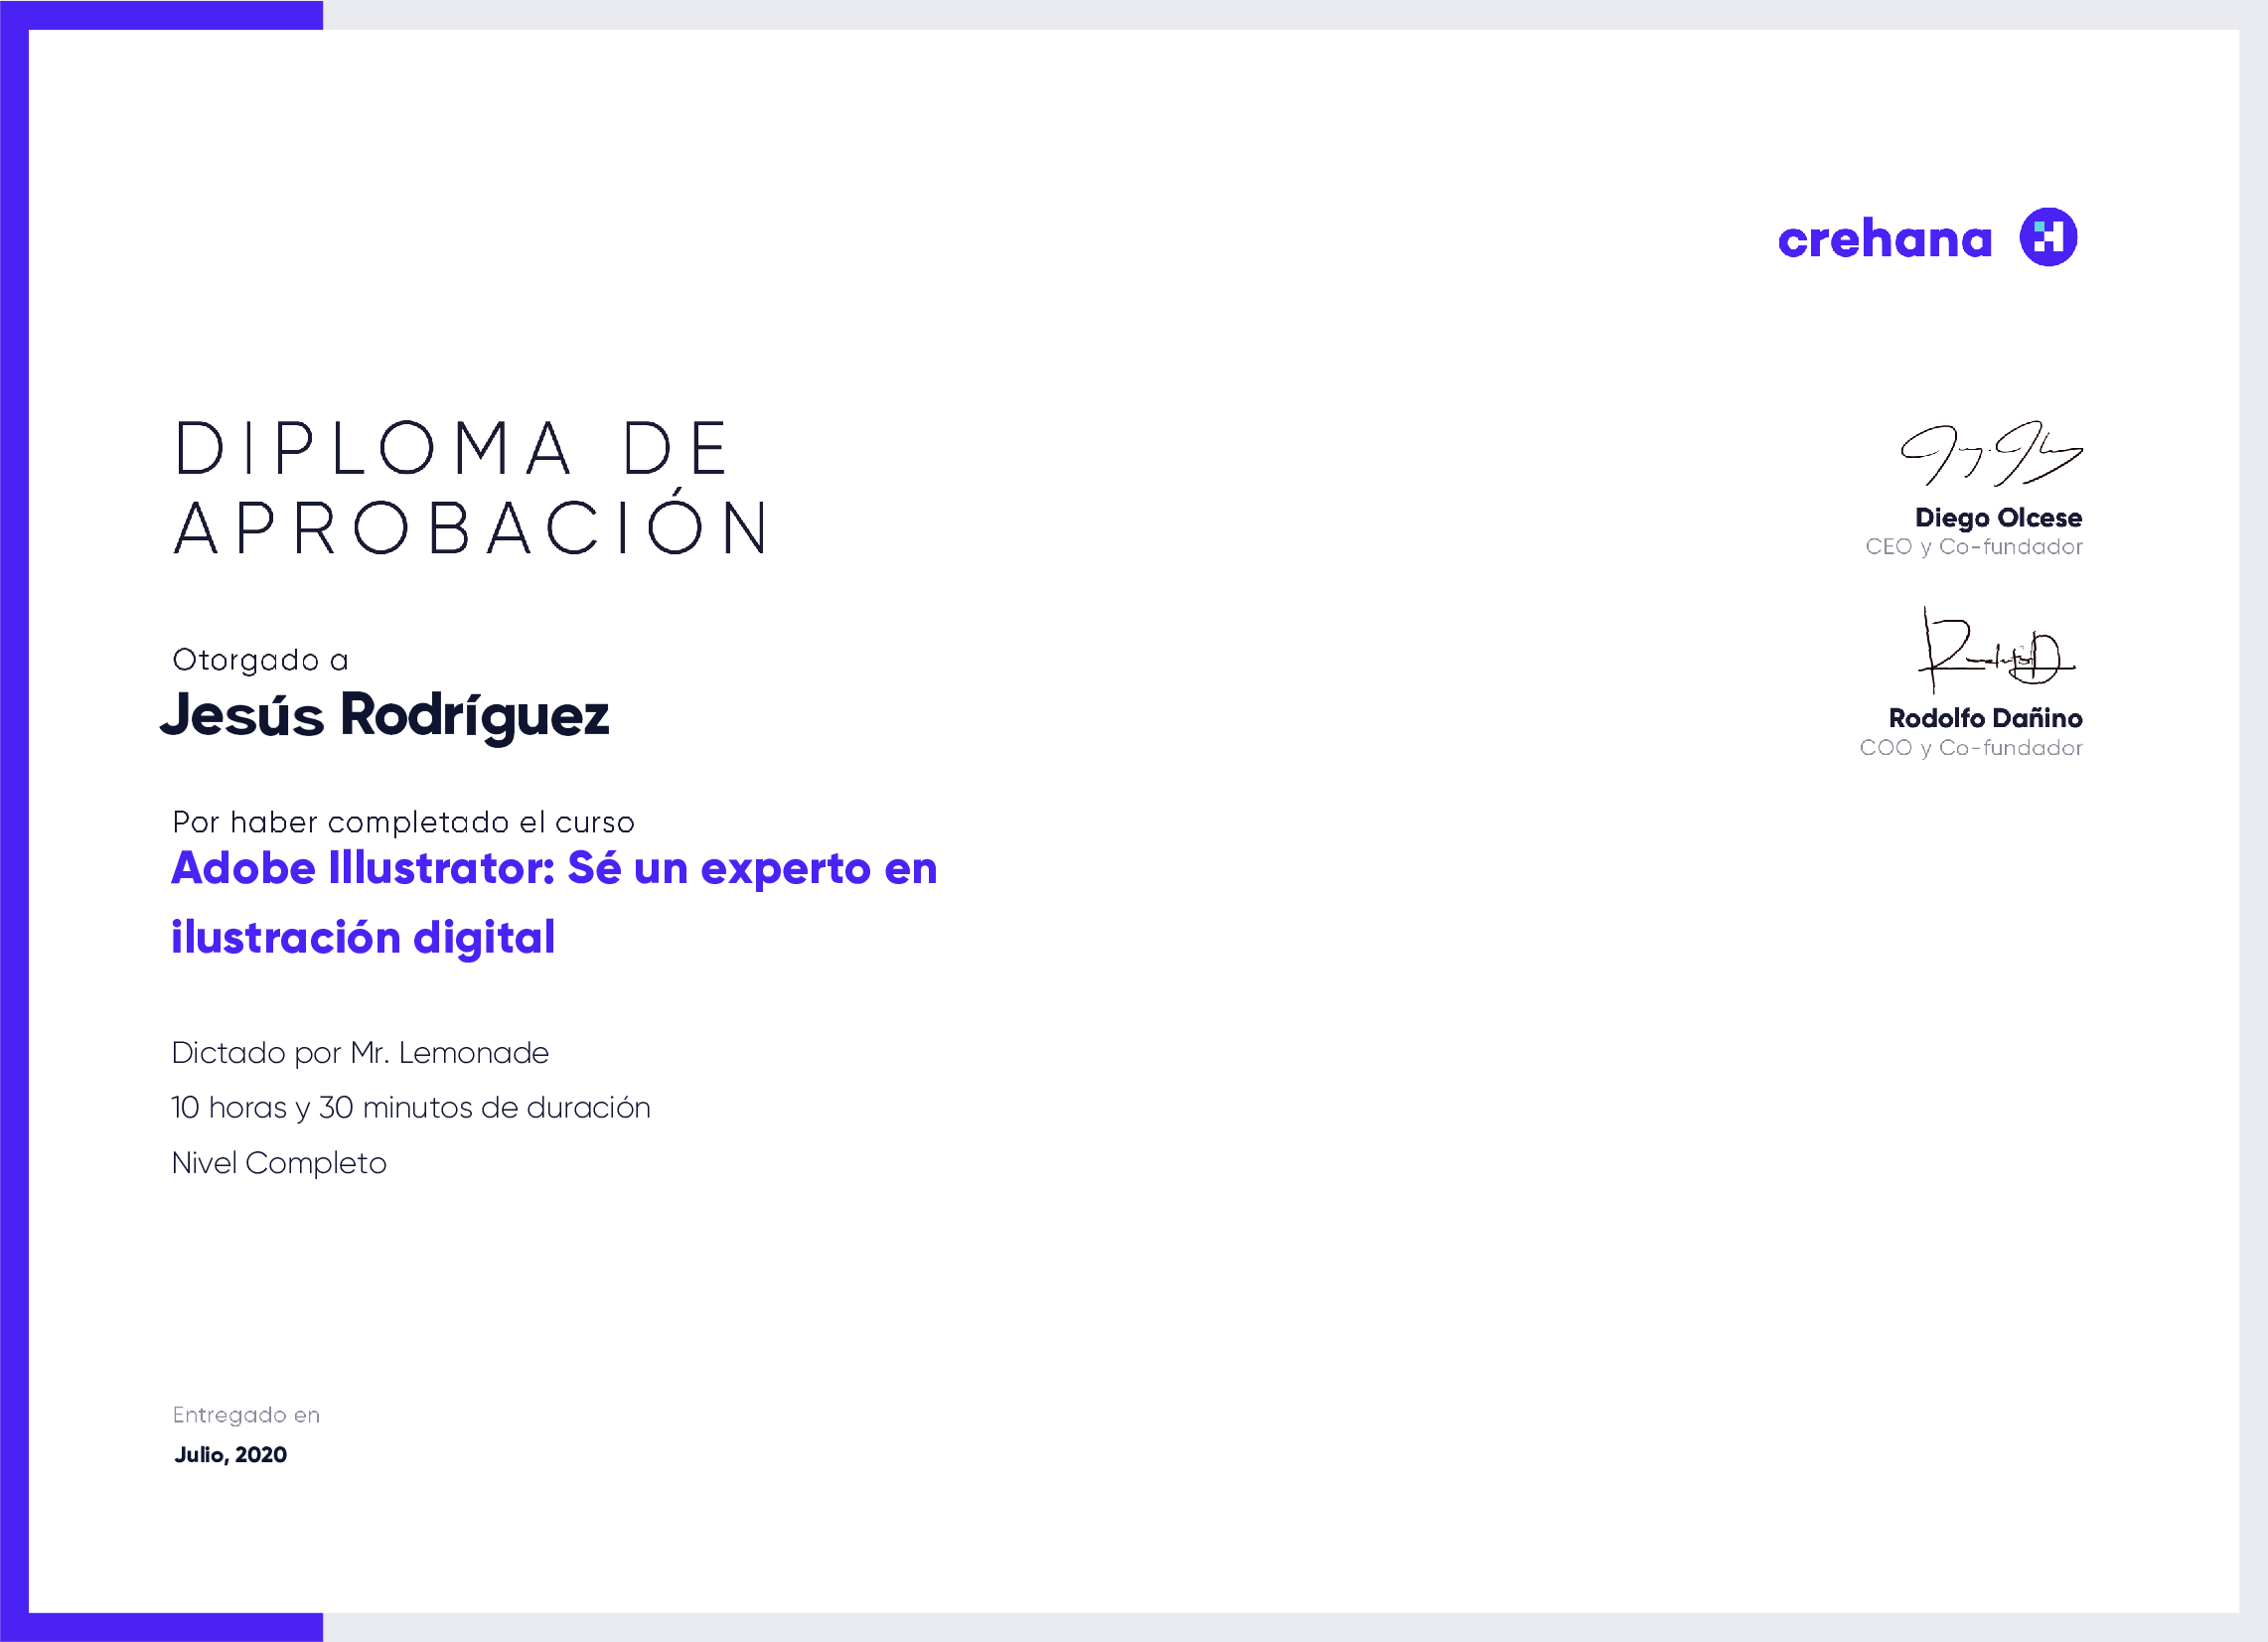 crehana
DIPLOMA DE
APROBACIÓN
Otorgado a
Jesús Rodríguez
Por haber completado el curso
Adobe Illustrator: Sé un experto en
ilustración digital
Dictado por Mr. Lemonade
10 horas y 30 minutos de duración
Nivel Completo
Entregado en
Julio, 2020
Diego Olcese
CEO y Co-fundador
Rodolfo Dañino
COO y Co-fundador